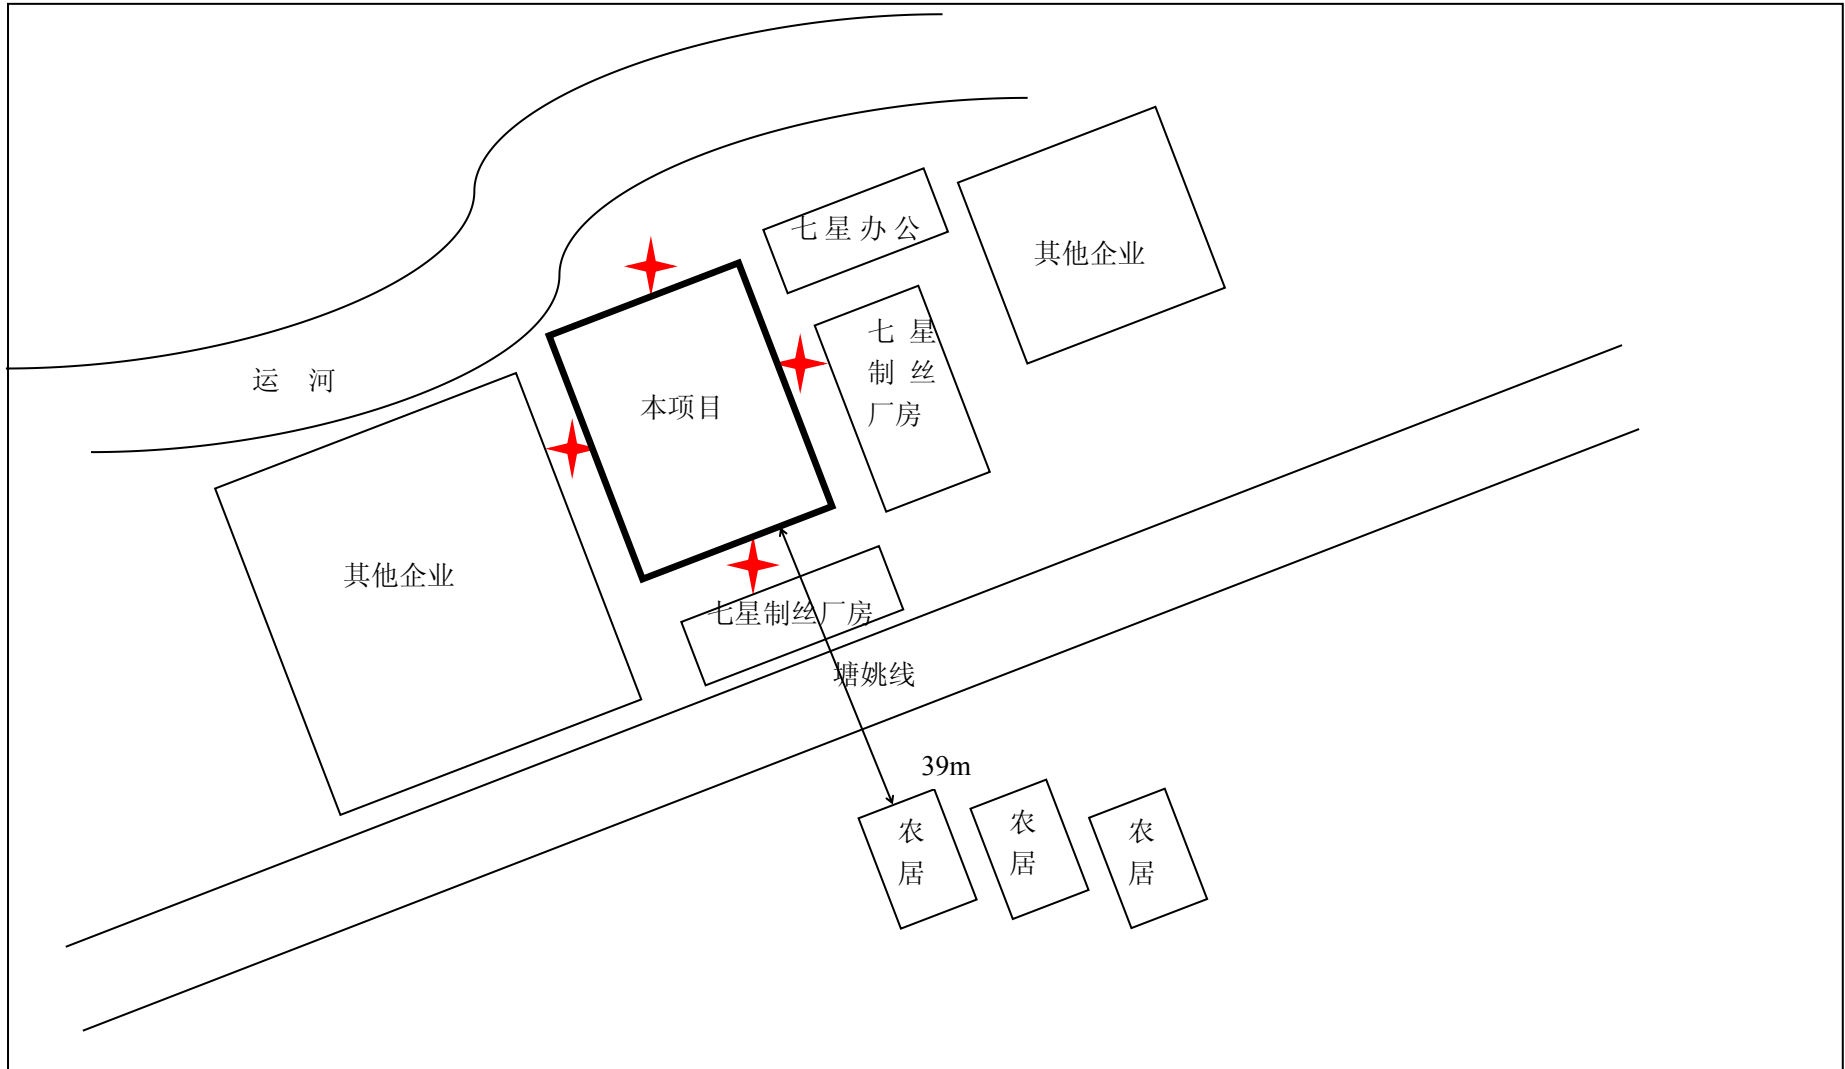 七星办公
其他企业
七星
制丝
厂房
运 河
本项目
其他企业
七星制丝厂房
塘姚线
39m
农
居
农
居
农
居